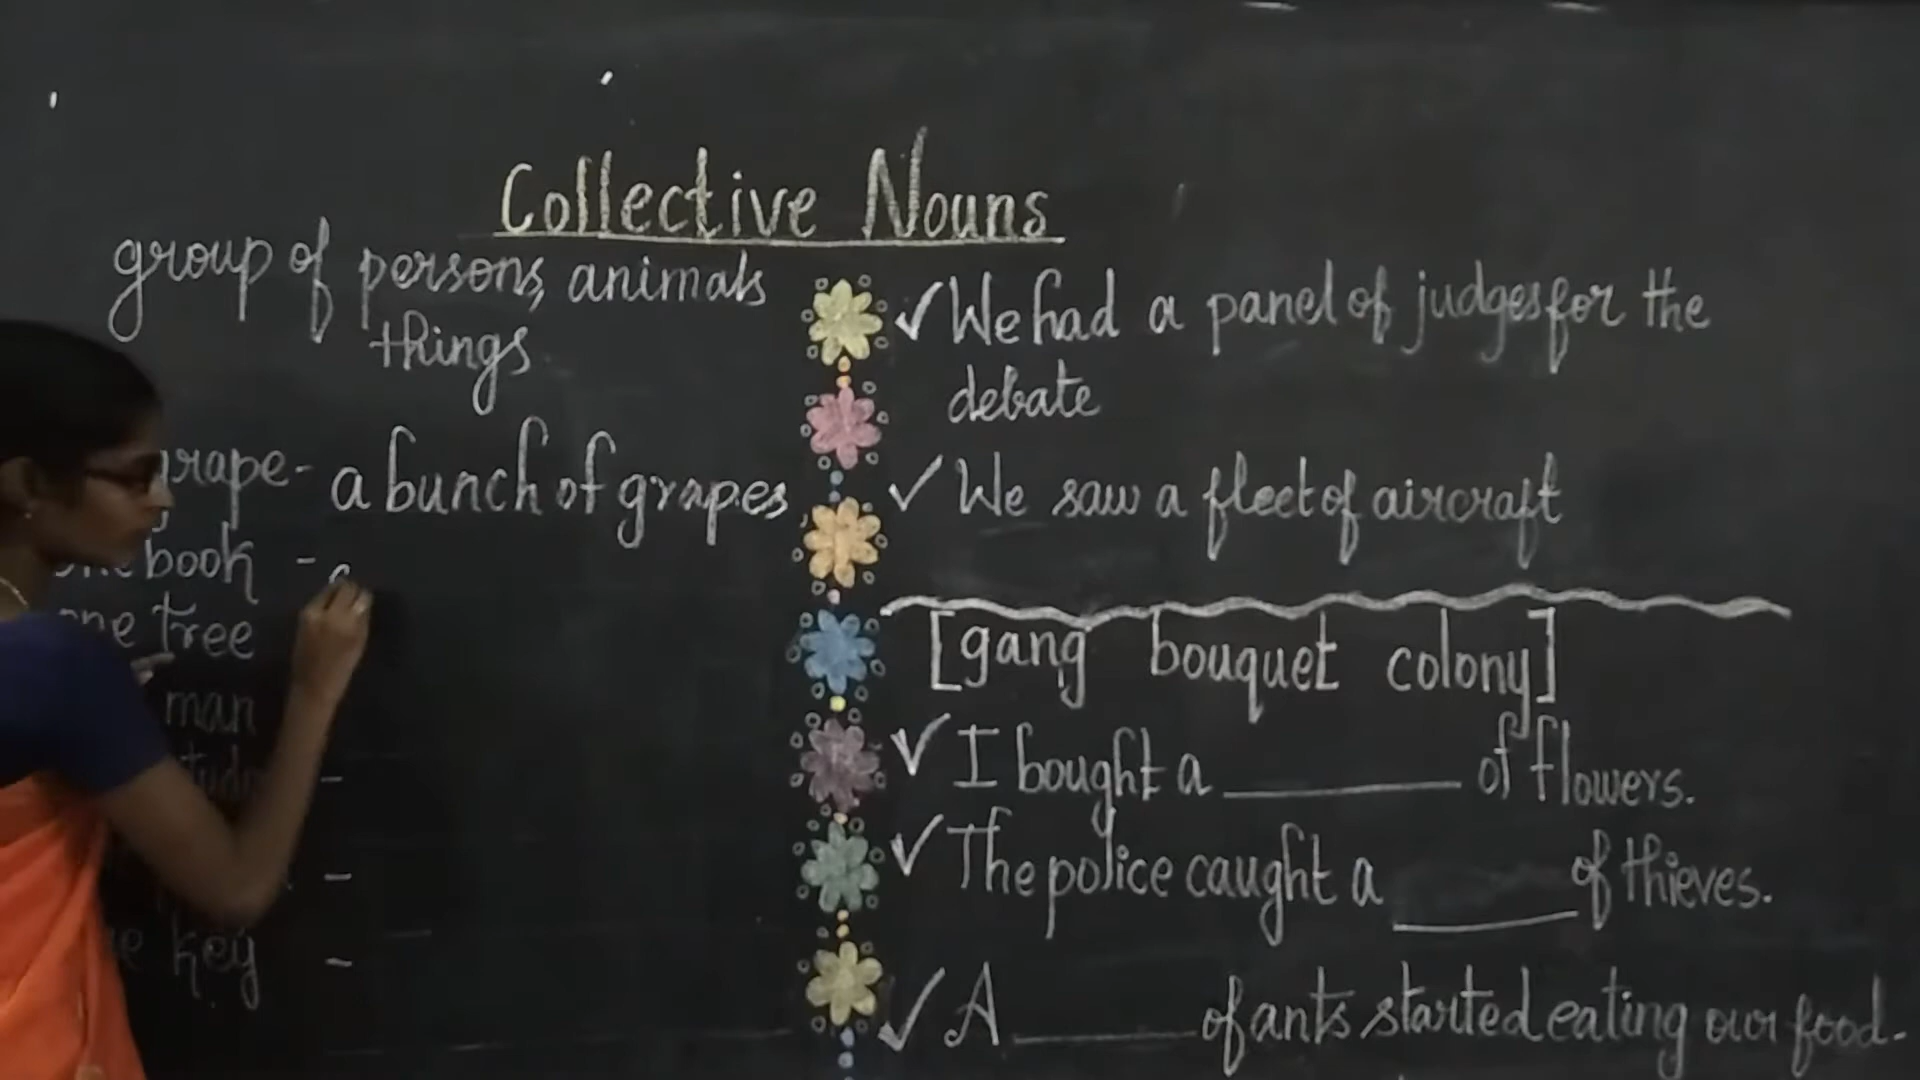 Collective Nouns
group of persons, animals
things
grape - a bunch of grapes
one book - a
one tree
man
-
-
key -
✓ We had a panel of judges for the
debate
✓ We saw a fleet of aircraft
[gang bouquet colony]
✓ I bought a ______ of flowers.
✓ The police caught a ______ of thieves.
✓ A ______ of ants started eating our food.